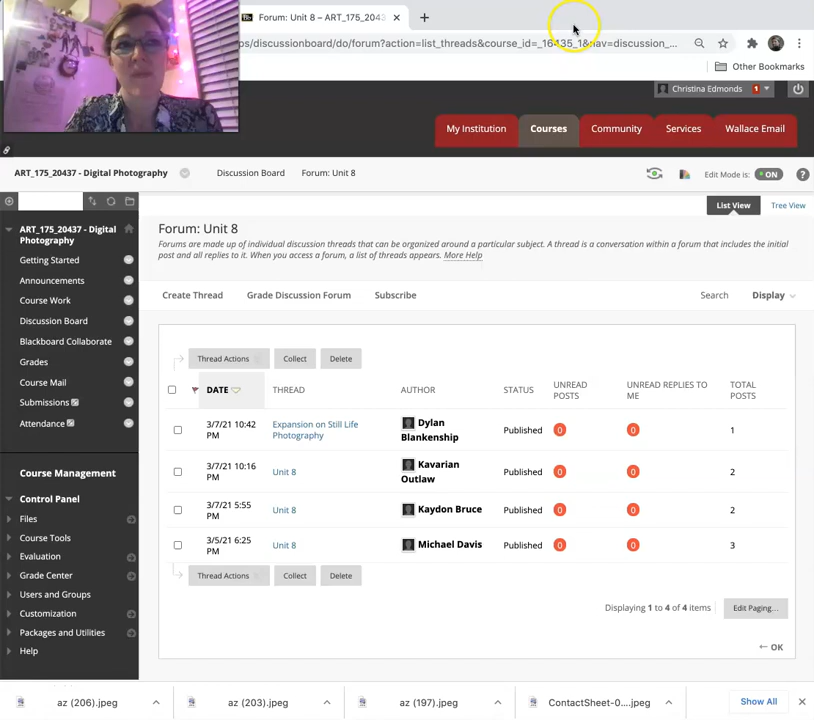 Forum: Unit 8 – ART_175_2043
ps/discussionboard/do/forum?action=list_threads&course_id=_16435_1&nav=discussion_...
Other Bookmarks
Christina Edmonds 1
My Institution Courses Community Services Wallace Email
ART_175_20437 - Digital Photography Discussion Board Forum: Unit 8 Edit Mode is: ON ?
List View Tree View
ART_175_20437 - Digital
Photography
Getting Started
Announcements
Course Work
Discussion Board
Blackboard Collaborate
Grades
Course Mail
Submissions
Attendance
Course Management
Control Panel
Files
Course Tools
Evaluation
Grade Center
Users and Groups
Customization
Packages and Utilities
Help
Forum: Unit 8
Forums are made up of individual discussion threads that can be organized around a particular subject. A thread is a conversation within a forum that includes the initial
post and all replies to it. When you access a forum, a list of threads appears. More Help
Create Thread Grade Discussion Forum Subscribe Search Display
Thread Actions Collect Delete
DATE THREAD AUTHOR STATUS UNREAD POSTS UNREAD REPLIES TO ME TOTAL POSTS
3/7/21 10:42 PM Expansion on Still Life Photography Dylan Blankenship Published 0 0 1
3/7/21 10:16 PM Unit 8 Kavarian Outlaw Published 0 0 2
3/7/21 5:55 PM Unit 8 Kaydon Bruce Published 0 0 2
3/5/21 6:25 PM Unit 8 Michael Davis Published 0 0 3
Thread Actions Collect Delete
Displaying 1 to 4 of 4 items Edit Paging...
← OK
az (206).jpeg az (203).jpeg az (197).jpeg ContactSheet-0....jpeg Show All